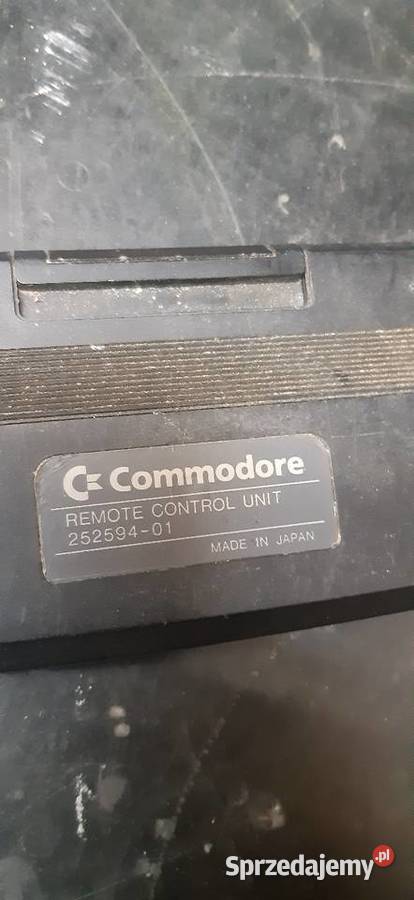 Commodore
REMOTE CONTROL UNIT
252594-01
MADE IN JAPAN
Sprzedajemy.pl